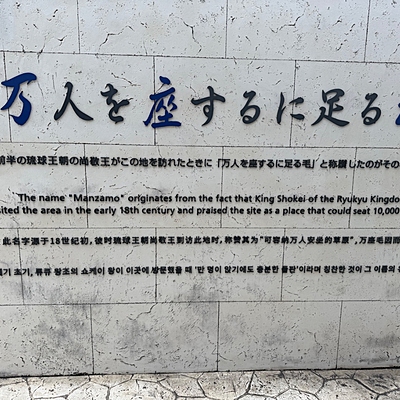 万人を座するに足る
前半の琉球王朝の尚敬王がこの地を訪れたときに「万人を座するに足る毛」と称賛したのがその
The name "Manzamo" originates from the fact that King Shokei of the Ryukyu Kingdo
sited the area in the early 18th century and praised the site as a place that could seat 10,000
此名字源于18世纪初，彼时琉球王朝尚敬王到访此地时，称赞其为"可容纳万人安坐的草原"，万座毛因而
세기 초기, 류큐 왕조의 쇼케이 왕이 이곳에 방문했을 때 '만 명이 앉기에도 충분한 들판'이라며 칭찬한 것이 그 이름의